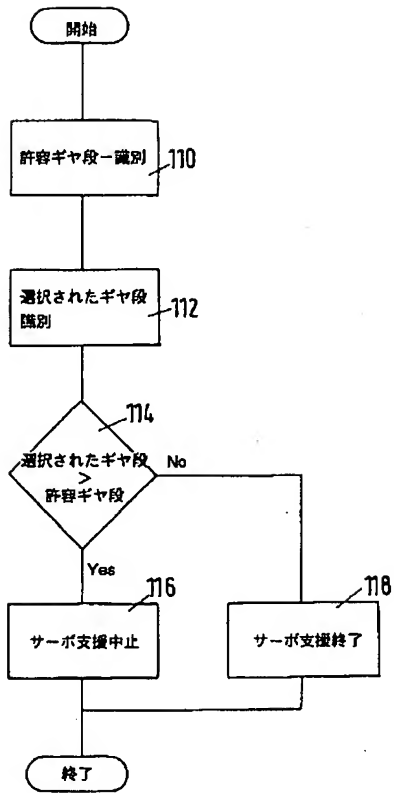 開始
許容ギヤ段ー識別
110
選択されたギヤ段
識別
112
114
選択されたギヤ段
>
許容ギヤ段
No
Yes
116
サーボ支援中止
118
サーボ支援終了
終了